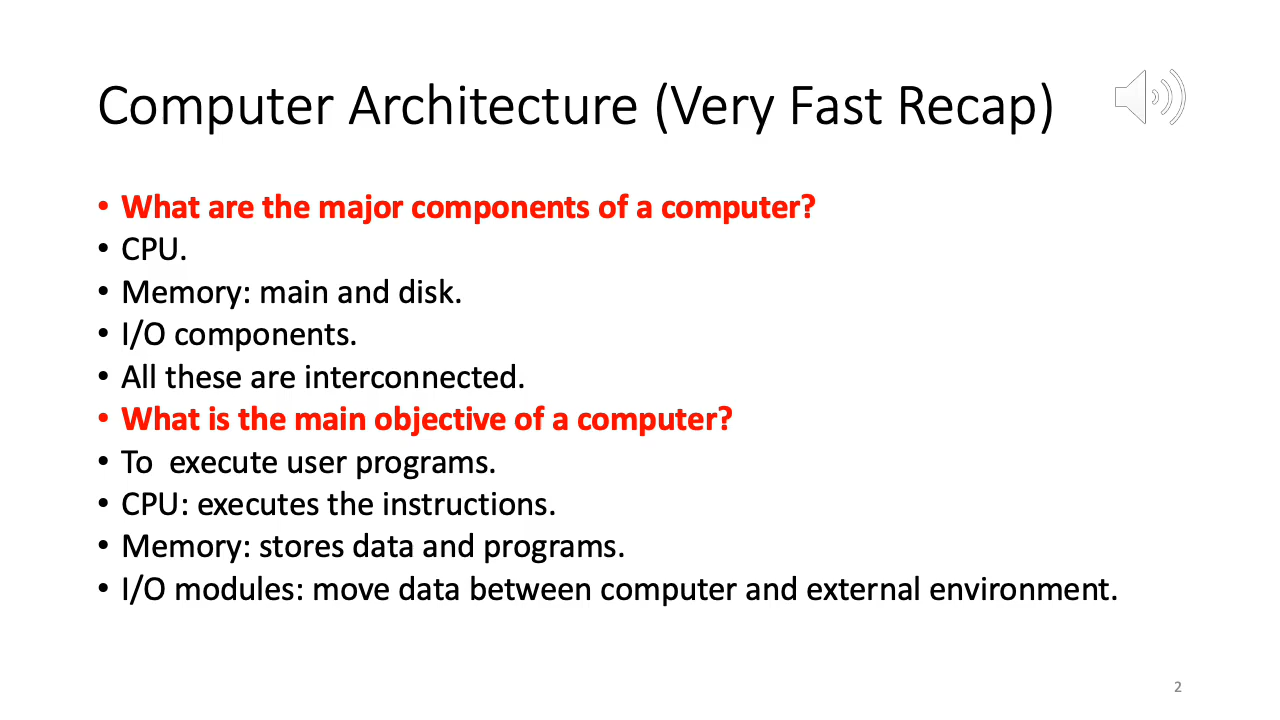 Computer Architecture (Very Fast Recap)
• What are the major components of a computer?
• CPU.
• Memory: main and disk.
• I/O components.
• All these are interconnected.
• What is the main objective of a computer?
• To  execute user programs.
• CPU: executes the instructions.
• Memory: stores data and programs.
• I/O modules: move data between computer and external environment.
2